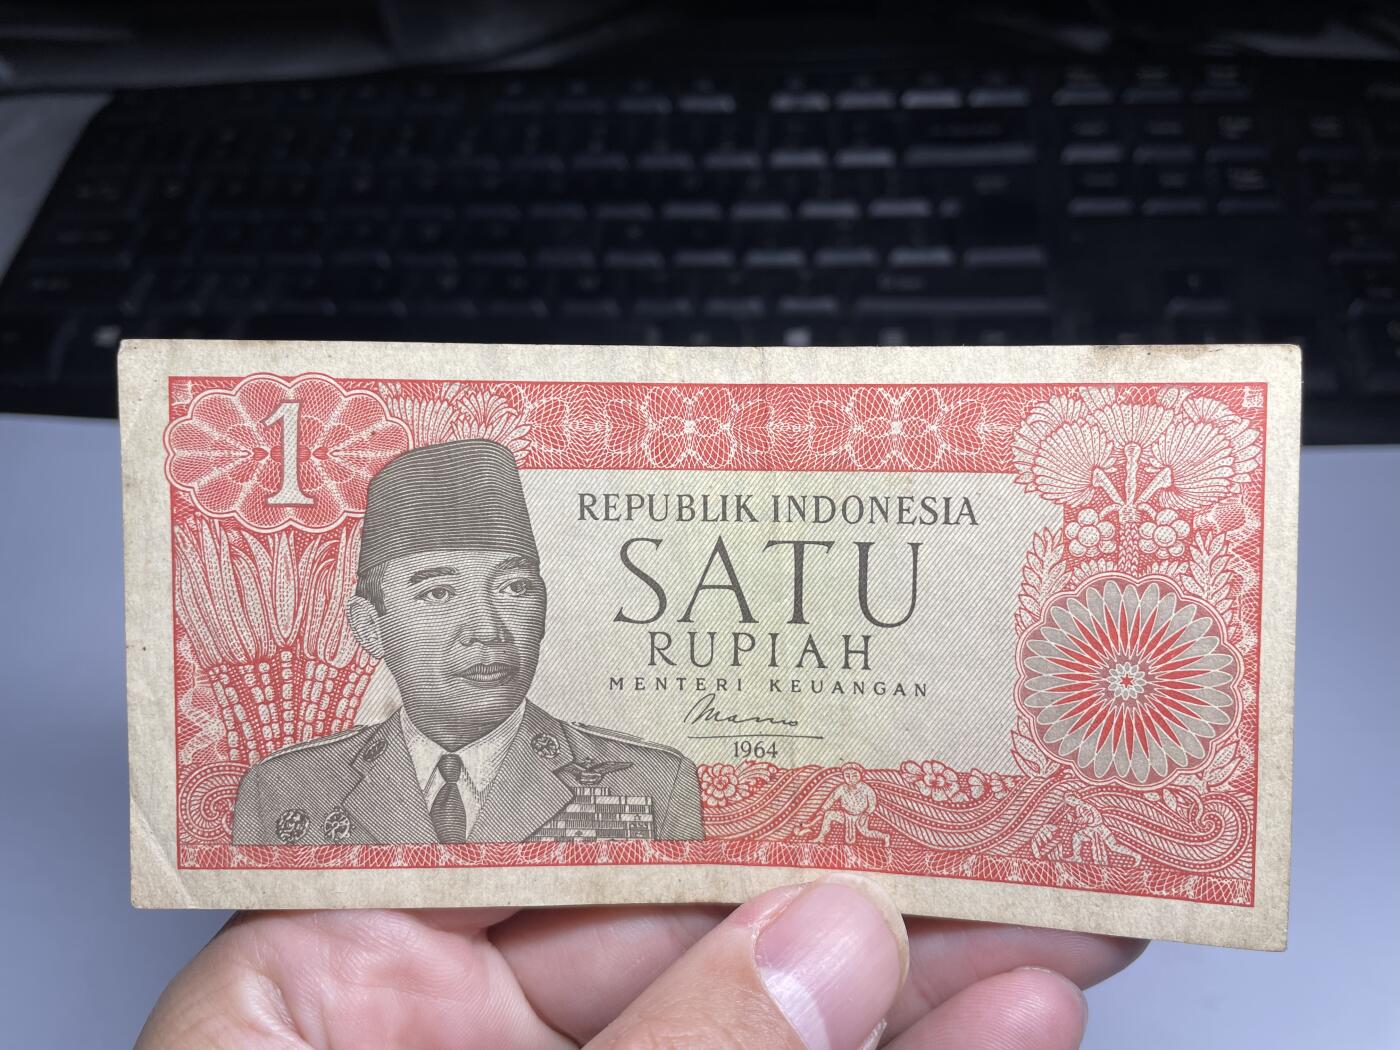 1
REPUBLIK INDONESIA
SATU
RUPIAH
MENTERI KEUANGAN
1964